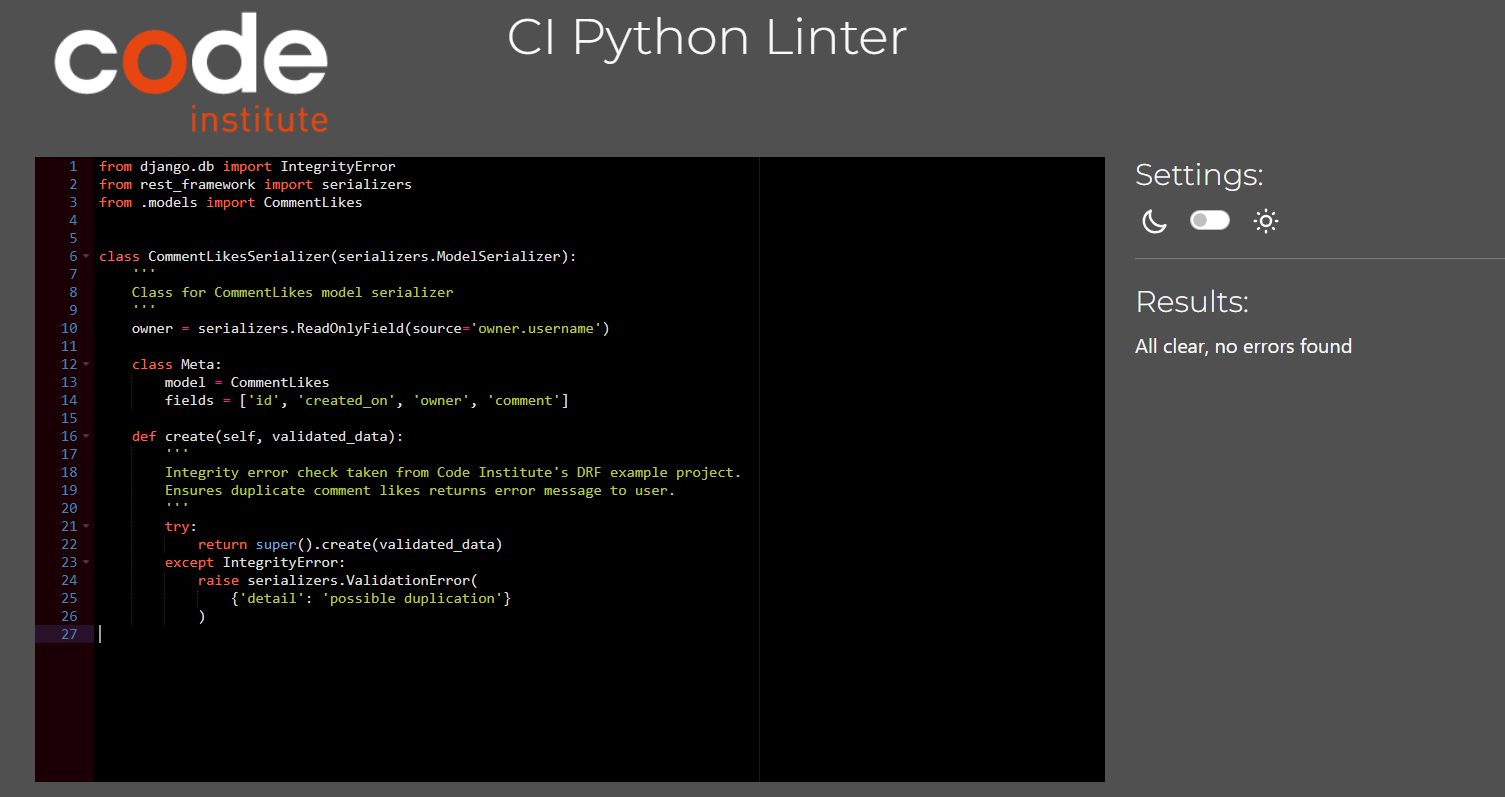 code
institute
CI Python Linter
1 from django.db import IntegrityError
2 from rest_framework import serializers
3 from .models import CommentLikes
4
5
6 class CommentLikesSerializer(serializers.ModelSerializer):
7     '''
8     Class for CommentLikes model serializer
9     '''
10     owner = serializers.ReadOnlyField(source='owner.username')
11
12     class Meta:
13         model = CommentLikes
14         fields = ['id', 'created_on', 'owner', 'comment']
15
16     def create(self, validated_data):
17         '''
18         Integrity error check taken from Code Institute's DRF example project.
19         Ensures duplicate comment likes returns error message to user.
20         '''
21         try:
22             return super().create(validated_data)
23         except IntegrityError:
24             raise serializers.ValidationError(
25                 {'detail': 'possible duplication'}
26             )
27
Settings:
Results:
All clear, no errors found